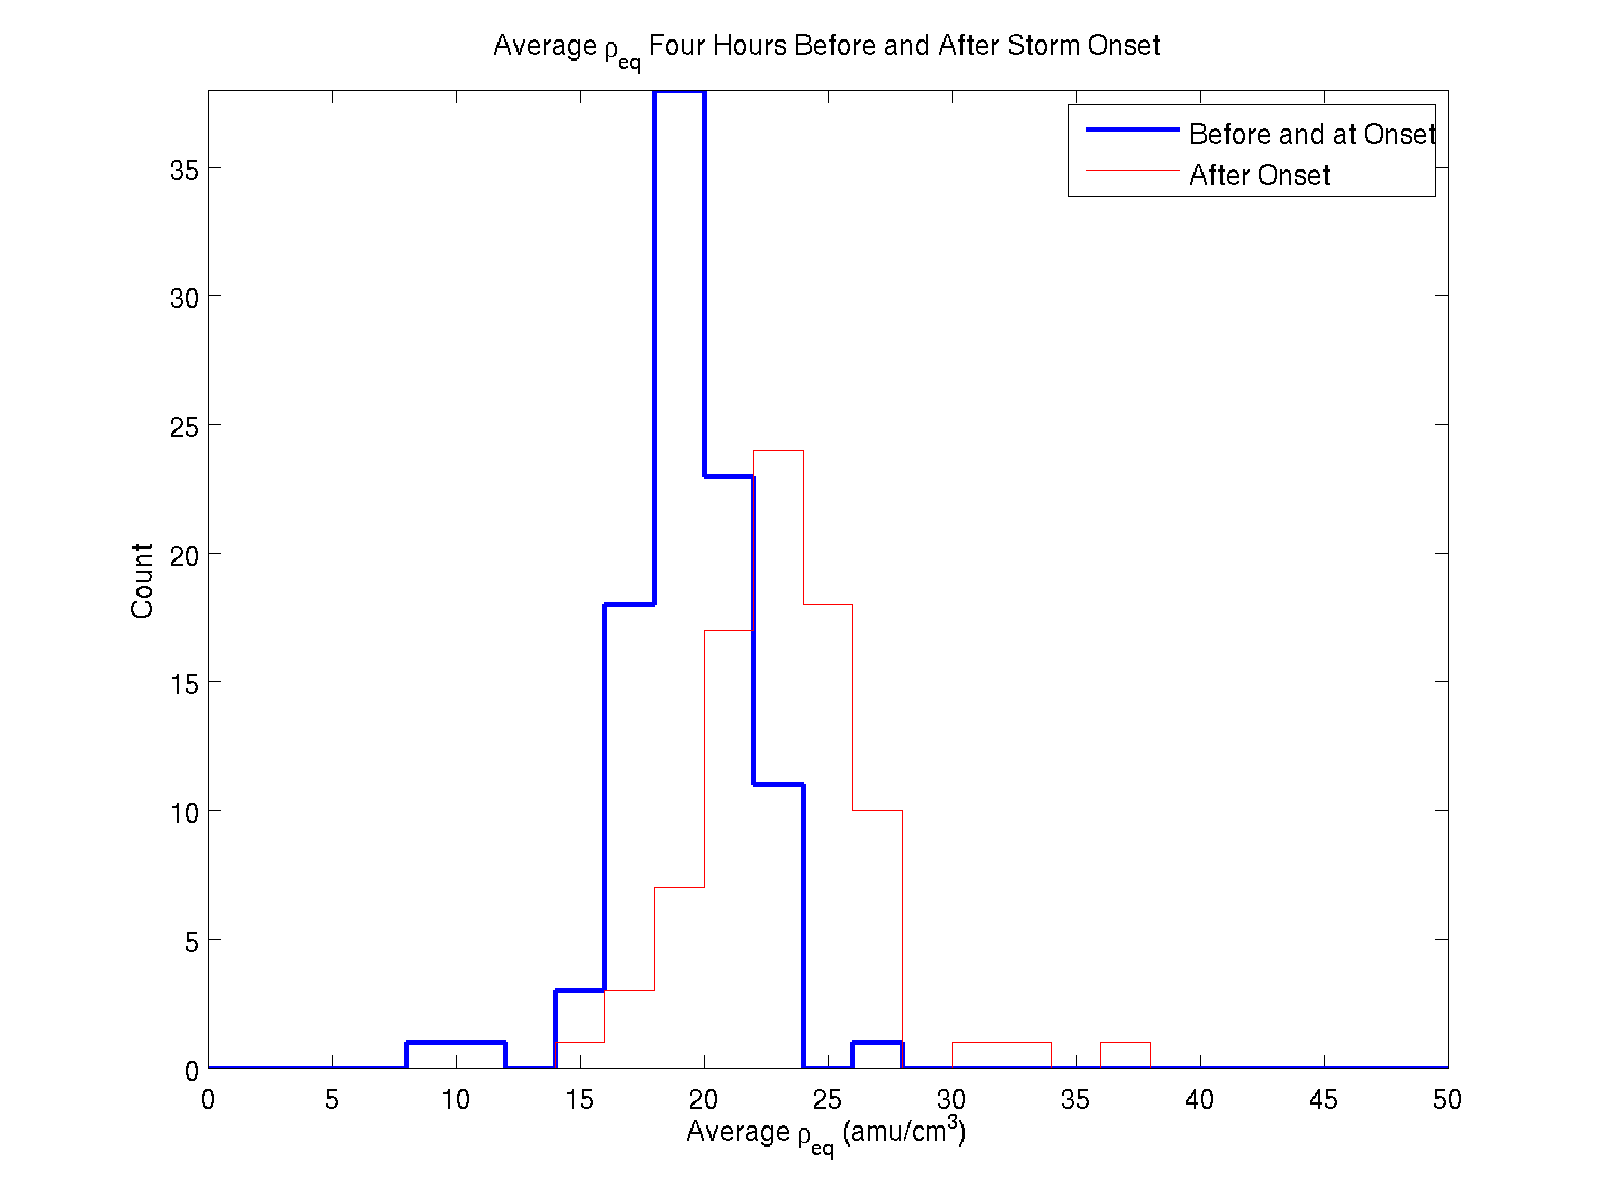 Average ρeq Four Hours Before and After Storm Onset
Before and at Onset
After Onset
35
30
25
20
15
10
5
0
Count
0 5 10 15 20 25 30 35 40 45 50
Average ρeq (amu/cm3)